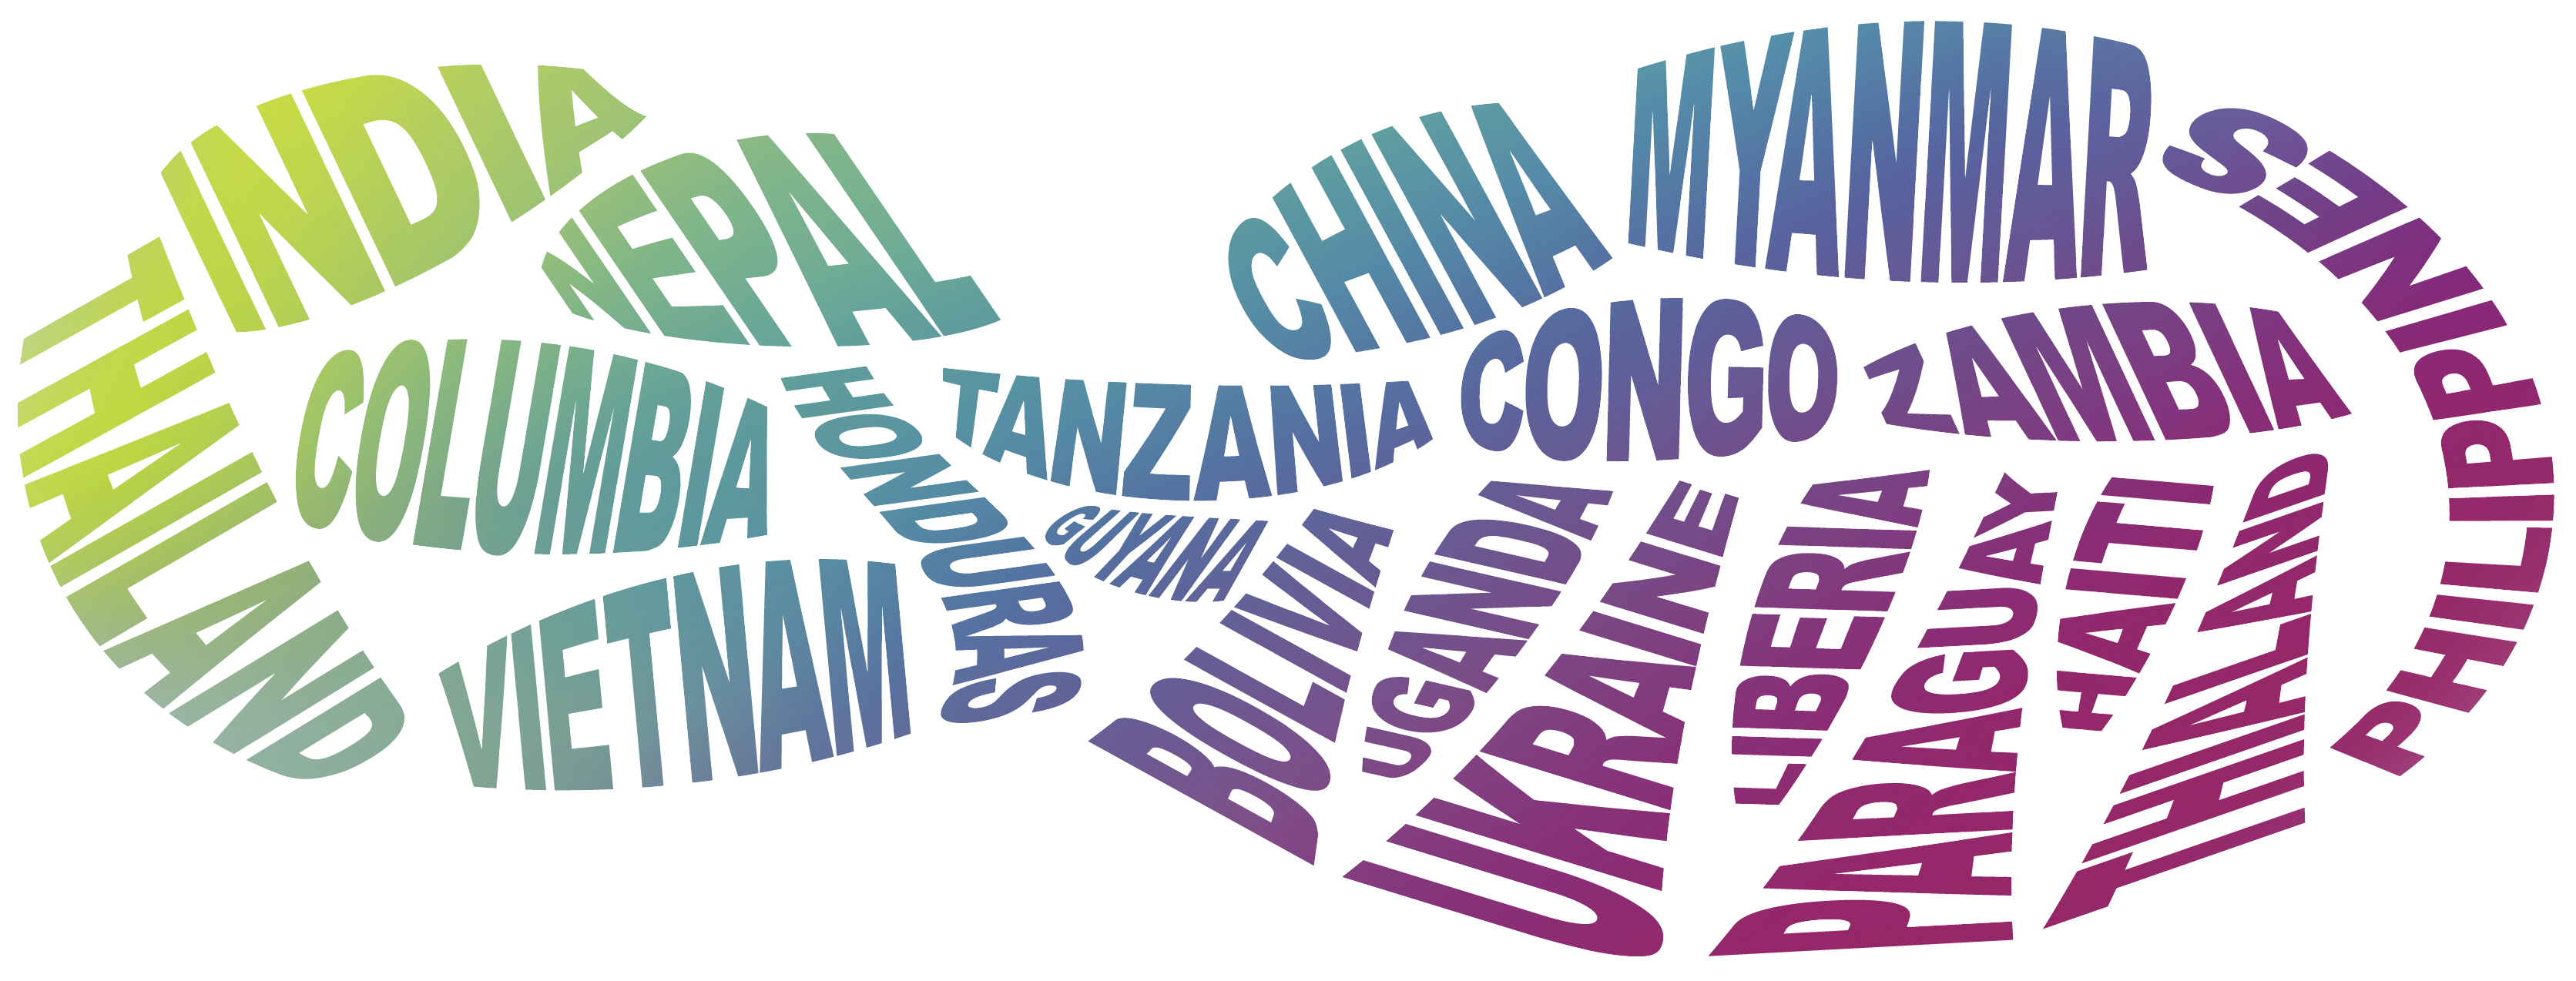 THAILAND
INDIA
NEPAL
COLUMBIA
VIETNAM
HONDURAS
TANZANIA
GUYANA
CHINA
MYANMAR
PHILIPPINES
CONGO
ZAMBIA
BOLIVIA
UGANDA
UKRAINE
LIBERIA
PARAGUAY
HAITI
THIALAND